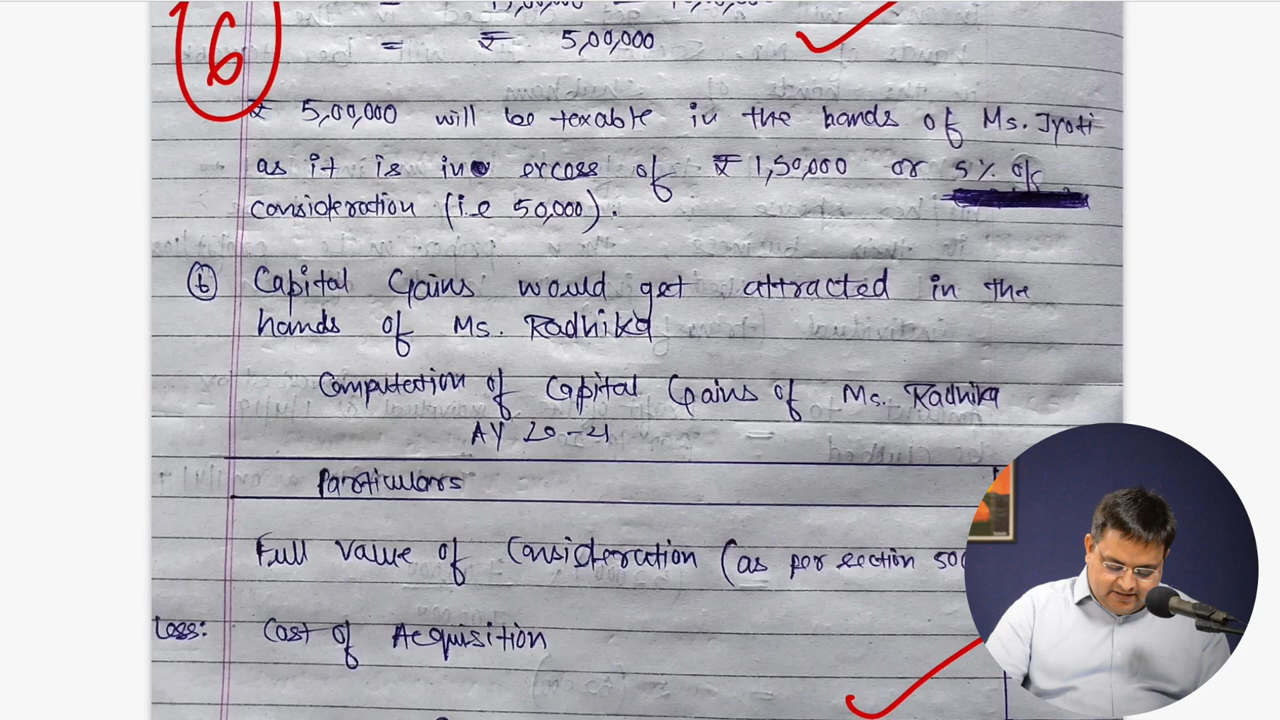 6
= ₹ 5,00,000
₹ 5,00,000 will be taxable in the hands of Ms. Jyoti
as it is in excess of ₹ 1,50,000 or 5% of
consideration (i.e 50,000).
b Capital Gains would get attracted in the
hands of Ms. Radhika
Computation of Capital Gains of Ms. Radhika
AY 20-21
Particulars
Full Value of Consideration (as per section 50
Less: Cost of Acquisition